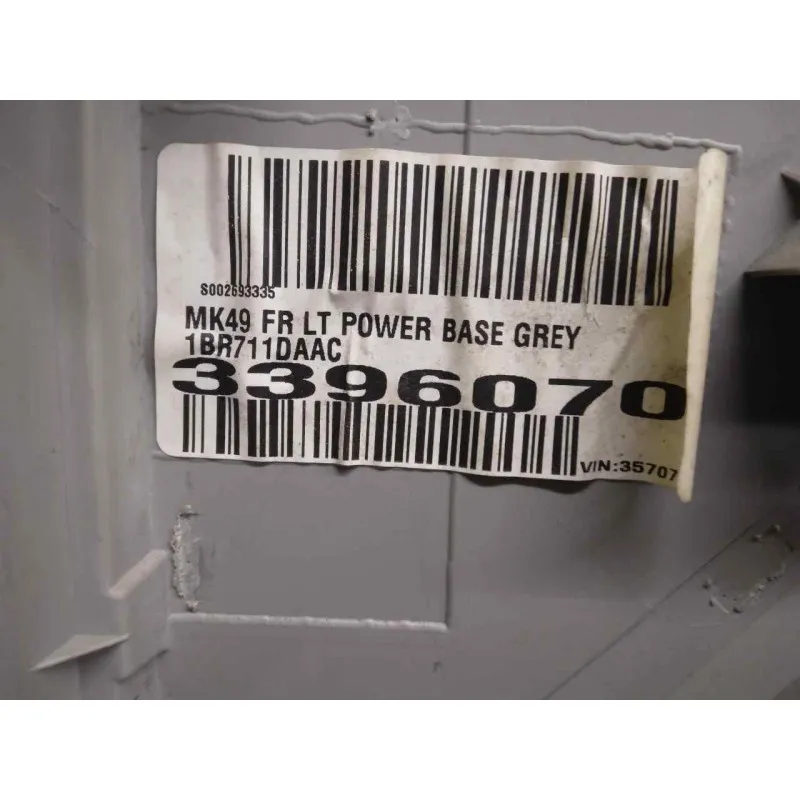 S002693335
MK49 FR LT POWER BASE GREY
1BR711DAAC
3396070
VIN:35707